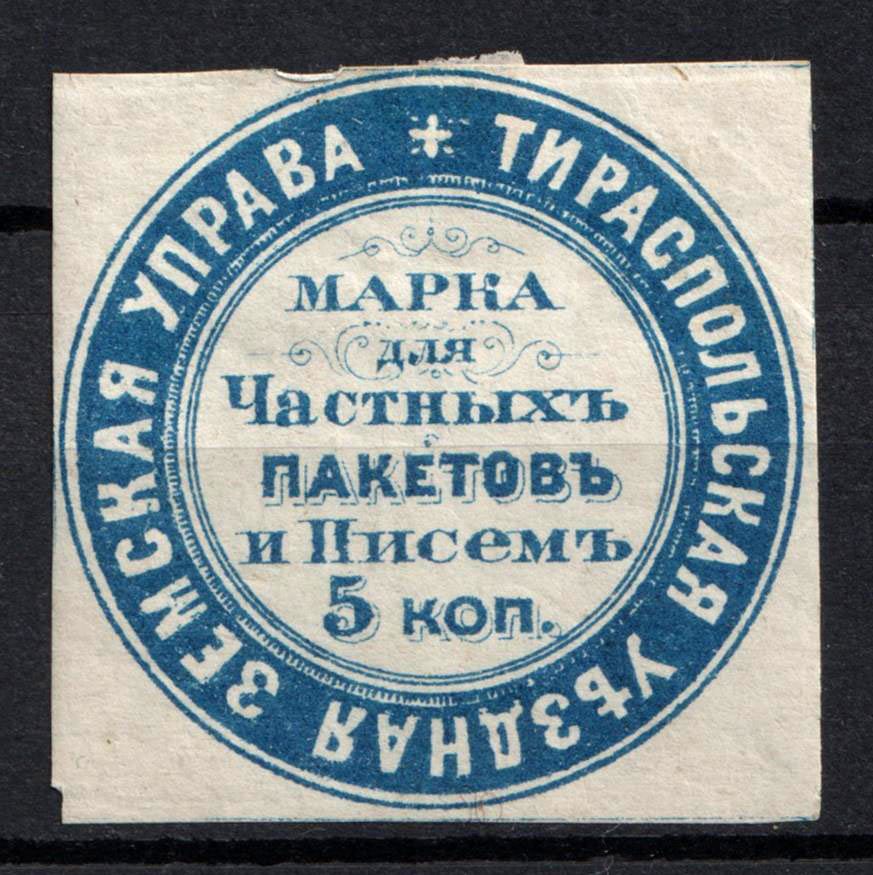 ТИРАСПОЛЬСКАЯ УѢЗДНАЯ ЗЕМСКАЯ УПРАВА
МАРКА
для
Частныхъ
ПАКЕТОВЪ
и Писемъ
5 коп.